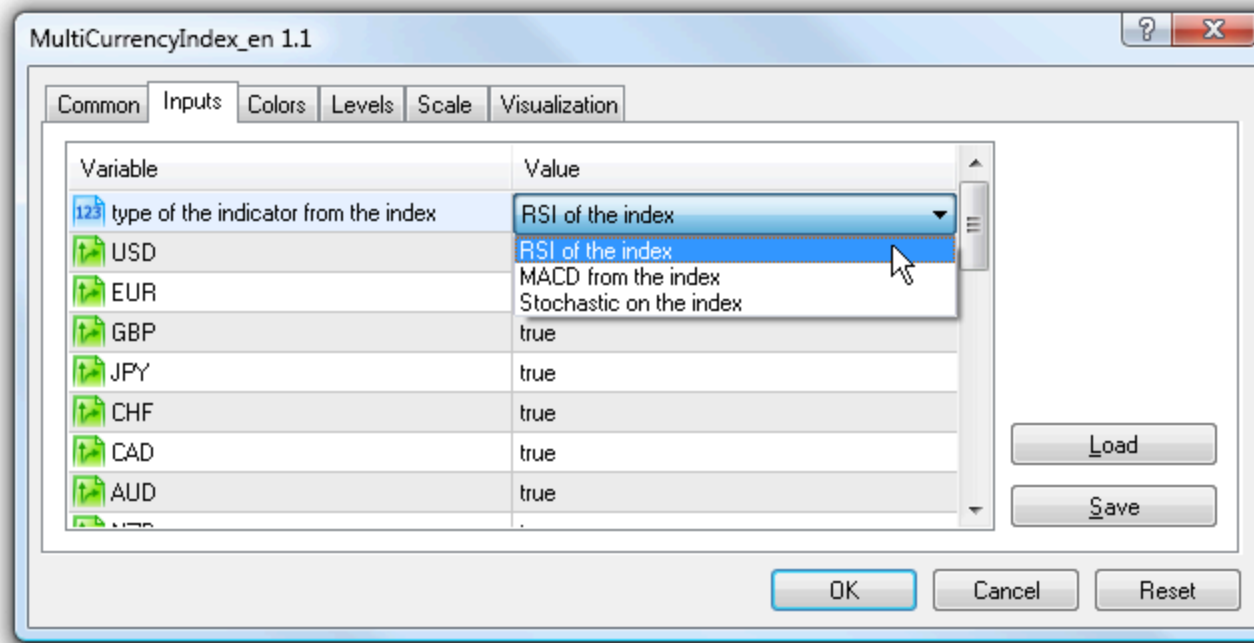 MultiCurrencyIndex_en 1.1
Common Inputs Colors Levels Scale Visualization
Variable Value
123 type of the indicator from the index RSI of the index
USD RSI of the index
EUR MACD from the index
Stochastic on the index
GBP true
JPY true
CHF true
CAD true
Load
AUD true
Save
OK Cancel Reset